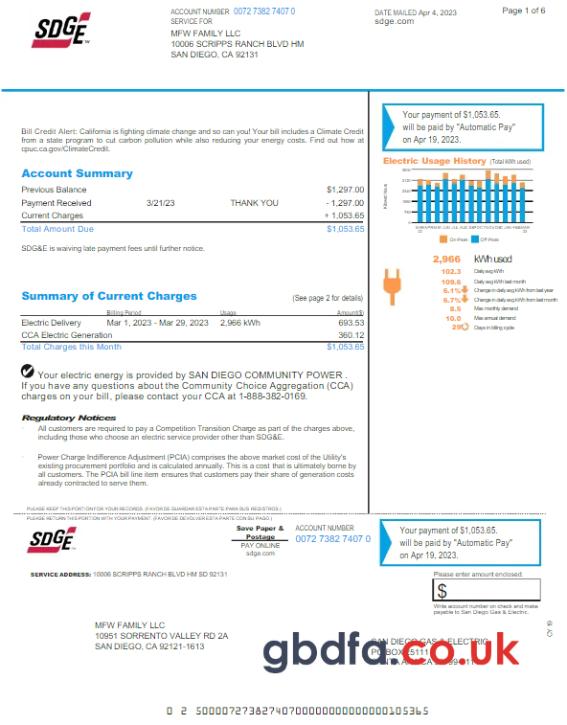 SDGE
ACCOUNT NUMBER 0072 7382 7407 0
SERVICE FOR
MFW FAMILY LLC
10006 SCRIPPS RANCH BLVD HM
SAN DIEGO, CA 92131
DATE MAILED Apr 4, 2023
sdge.com
Page 1 of 6
Bill Credit Alert: California is fighting climate change and so can you! Your bill includes a Climate Credit
from a state program to cut carbon pollution while also reducing your energy costs. Find out how at
cpuc.ca.gov/ClimateCredit.
Account Summary
Previous Balance $1,297.00
Payment Received 3/21/23 THANK YOU - 1,297.00
Current Charges + 1,053.65
Total Amount Due $1,053.65
SDG&E is waiving late payment fees until further notice.
Summary of Current Charges (See page 2 for details)
Billing Period Usage Amount($)
Electric Delivery Mar 1, 2023 - Mar 29, 2023 2,966 kWh 693.53
CCA Electric Generation 360.12
Total Charges this Month $1,053.65
Your electric energy is provided by SAN DIEGO COMMUNITY POWER .
If you have any questions about the Community Choice Aggregation (CCA)
charges on your bill, please contact your CCA at 1-888-382-0169.
Regulatory Notices
All customers are required to pay a Competition Transition Charge as part of the charges above,
including those who choose an electric service provider other than SDG&E.
Power Charge Indifference Adjustment (PCIA) comprises the above market cost of the Utility's
existing procurement portfolio and is calculated annually. This is a cost that is ultimately borne by
all customers. The PCIA bill line item ensures that customers pay for generation resources
already contracted to serve them.
Your payment of $1,053.65.
will be paid by "Automatic Pay"
on Apr 19, 2023.
Electric Usage History (Total kWh used)
On-Peak Off-Peak
2,966 kWh used
102.3 Daily avg kWh
109.6 Daily avg kWh last month
6.1% Change in daily avg kWh from last year
6.7% Change in daily avg kWh from last month
8.5 Max monthly demand
10.0 Max annual demand
29 Days in billing cycle
PLEASE KEEP THIS PORTION FOR YOUR RECORDS. (FAVOR DE GUARDAR ESTA PARTE PARA SUS REGISTROS.)
PLEASE RETURN THIS PORTION WITH YOUR PAYMENT. (FAVOR DE DEVOLVER ESTA PARTE CON SU PAGO.)
SDGE
Save Paper &
Postage
PAY ONLINE
sdge.com
ACCOUNT NUMBER
0072 7382 7407 0
Your payment of $1,053.65.
will be paid by "Automatic Pay"
on Apr 19, 2023.
SERVICE ADDRESS: 10006 SCRIPPS RANCH BLVD HM SD 92131
Please enter amount enclosed.
$
Write account number on check and make
payable to San Diego Gas & Electric.
MFW FAMILY LLC
10951 SORRENTO VALLEY RD 2A
SAN DIEGO, CA 92121-1613
SAN DIEGO GAS & ELECTRIC
PO BOX 25111
gbdfo.co.uk
CY 19
0 2 50000727382740700000000000000000105365